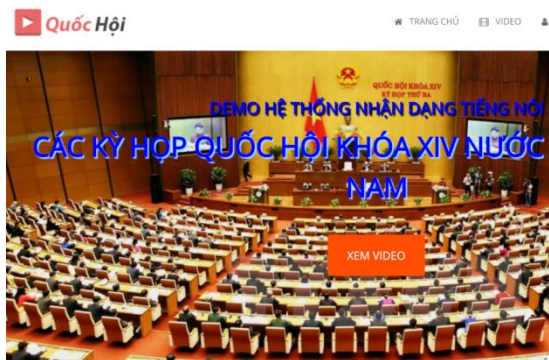 Quốc Hội
TRANG CHỦ
VIDEO
QUỐC HỘI KHÓA XIV
KỲ HỌP THỨ BA
DEMO HỆ THỐNG NHẬN DẠNG TIẾNG NÓI
CÁC KỲ HỌP QUỐC HỘI KHÓA XIV NƯỚC
NAM
XEM VIDEO